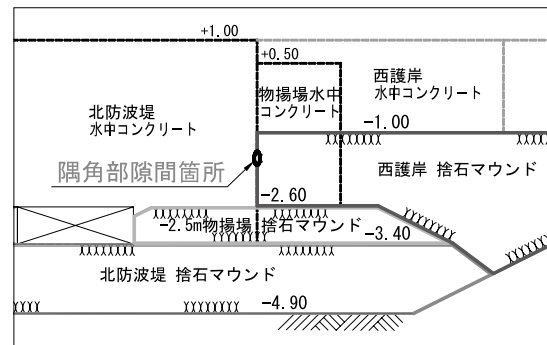 +1.00
+0.50
西護岸
水中コンクリート
物揚場水中
コンクリート
北防波堤
水中コンクリート
-1.00
隅角部隙間箇所
西護岸 捨石マウンド
-2.60
-2.5m物揚場 捨石マウンド
-3.40
北防波堤 捨石マウンド
-4.90